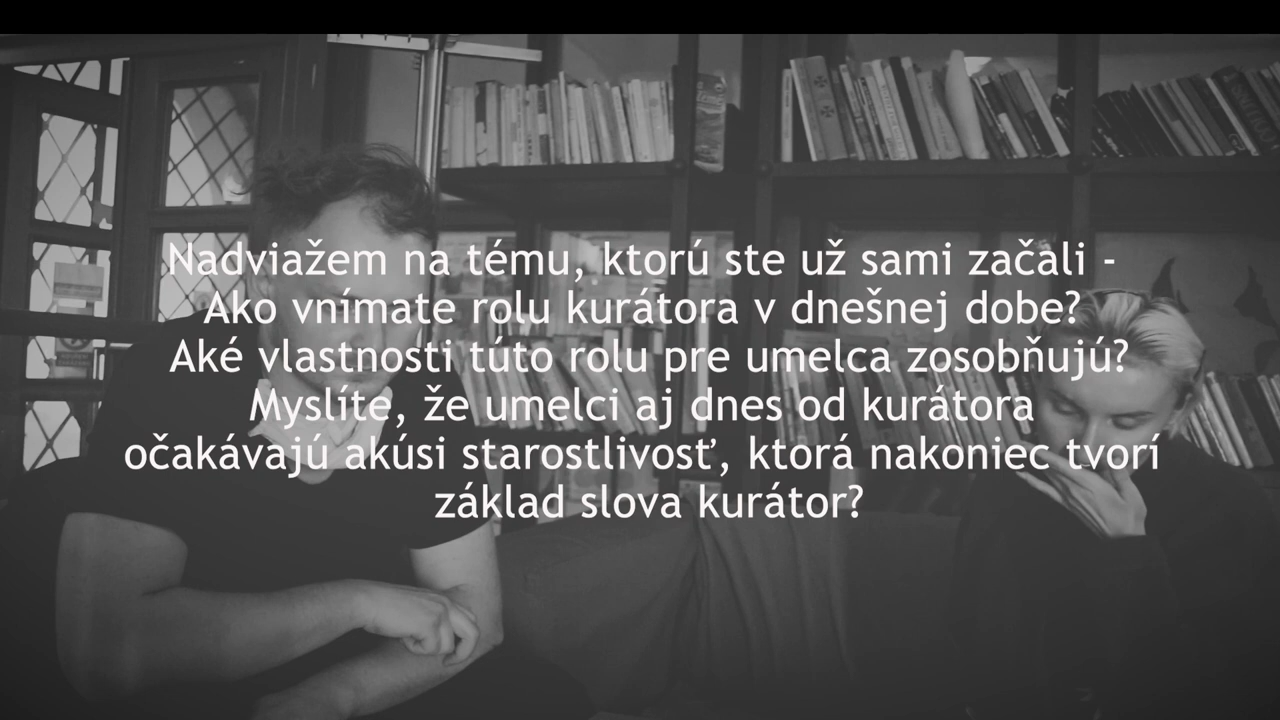 Nadviažem na tému, ktorú ste už sami začali -
Ako vnímate rolu kurátora v dnešnej dobe?
Aké vlastnosti túto rolu pre umelca zosobňujú?
Myslíte, že umelci aj dnes od kurátora
očakávajú akúsi starostlivosť, ktorá nakoniec tvorí
základ slova kurátor?